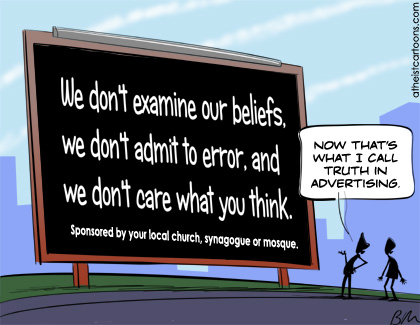 We don't examine our beliefs,
we don't admit to error, and
we don't care what you think.
Sponsored by your local church, synagogue or mosque.
NOW THAT'S
WHAT I CALL
TRUTH IN
ADVERTISING.
atheistcartoons.com
BM